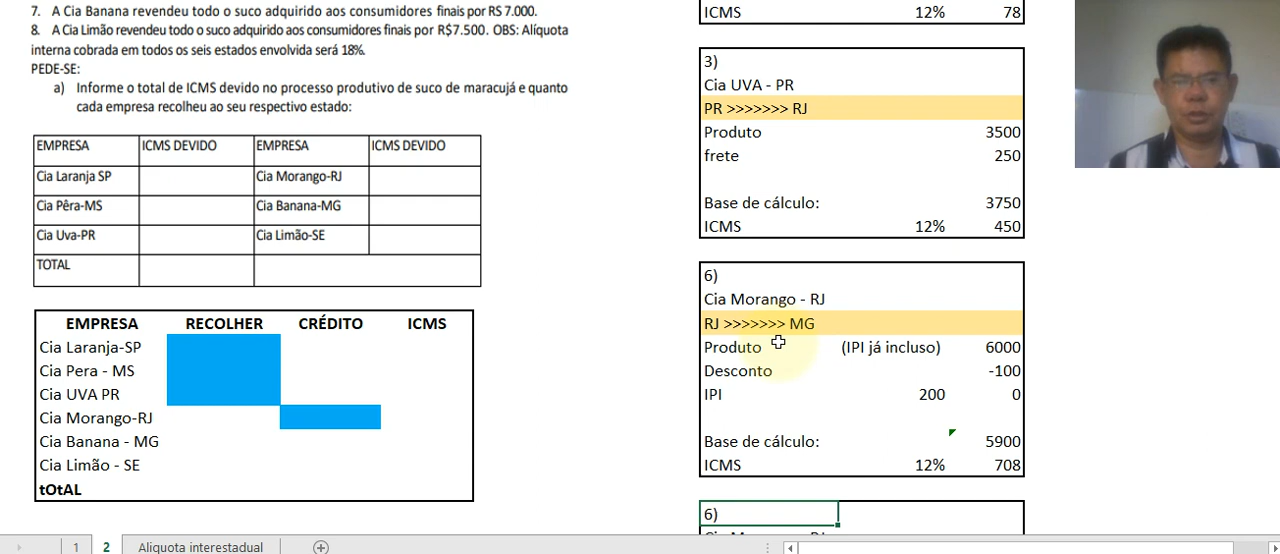 7. A Cia Banana revendeu todo o suco adquirido aos consumidores finais por RS 7.000.
8. A Cia Limão revendeu todo o suco adquirido aos consumidores finais por R$7.500. OBS: Alíquota
interna cobrada em todos os seis estados envolvida será 18%.
PEDE-SE:
a) Informe o total de ICMS devido no processo produtivo de suco de maracujá e quanto
cada empresa recolheu ao seu respectivo estado:
EMPRESA ICMS DEVIDO EMPRESA ICMS DEVIDO
Cia Laranja SP Cia Morango-RJ
Cia Pêra-MS Cia Banana-MG
Cia Uva-PR Cia Limão-SE
TOTAL
EMPRESA RECOLHER CRÉDITO ICMS
Cia Laranja-SP
Cia Pera - MS
Cia UVA PR
Cia Morango-RJ
Cia Banana - MG
Cia Limão - SE
tOtAL
ICMS 12% 78
3)
Cia UVA - PR
PR >>>>>>> RJ
Produto 3500
frete 250
Base de cálculo: 3750
ICMS 12% 450
6)
Cia Morango - RJ
RJ >>>>>>> MG
Produto (IPI já incluso) 6000
Desconto -100
IPI 200 0
Base de cálculo: 5900
ICMS 12% 708
6)
1 2 Aliquota interestadual